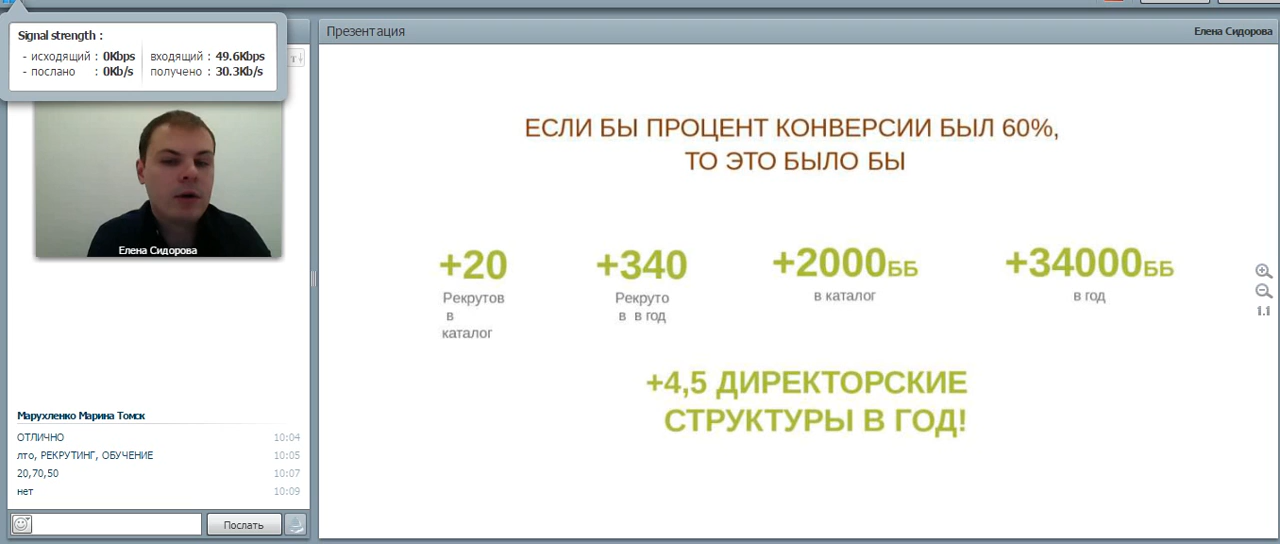 Signal strength :
- исходящий : 0Kbps входящий : 49.6Kbps
- послано : 0Kb/s получено : 30.3Kb/s
Презентация
Елена Сидорова
Елена Сидорова
ЕСЛИ БЫ ПРОЦЕНТ КОНВЕРСИИ БЫЛ 60%,
ТО ЭТО БЫЛО БЫ
+20
Рекрутов
в
каталог
+340
Рекруто
в в год
+2000ББ
в каталог
+34000ББ
в год
+4,5 ДИРЕКТОРСКИЕ
СТРУКТУРЫ В ГОД!
1.1
Марухленко Марина Томск
ОТЛИЧНО 10:04
лто, РЕКРУТИНГ, ОБУЧЕНИЕ 10:05
20,70,50 10:07
нет 10:09
Послать